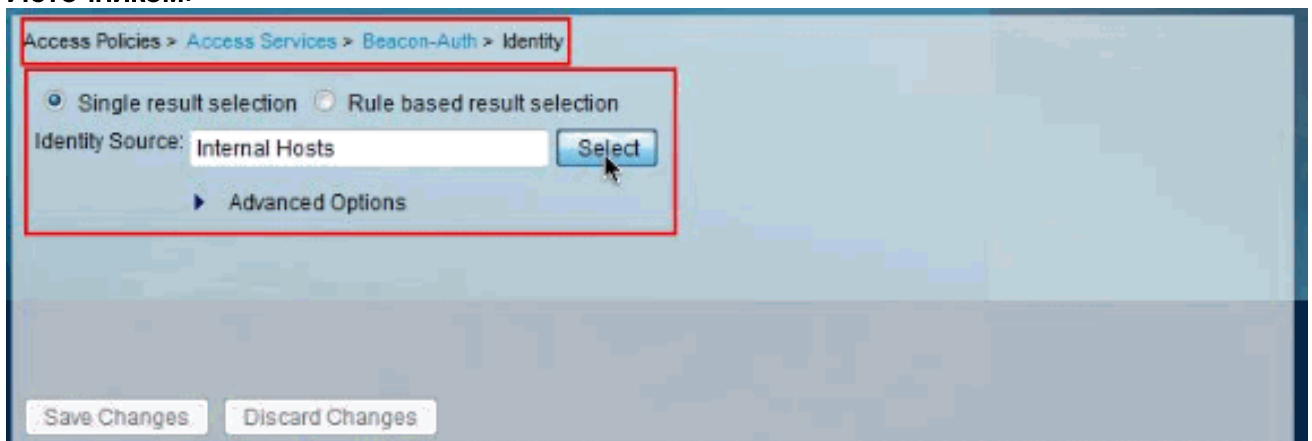 источником.
Access Policies > Access Services > Beacon-Auth > Identity
Single result selection Rule based result selection
Identity Source: Internal Hosts Select
Advanced Options
Save Changes Discard Changes